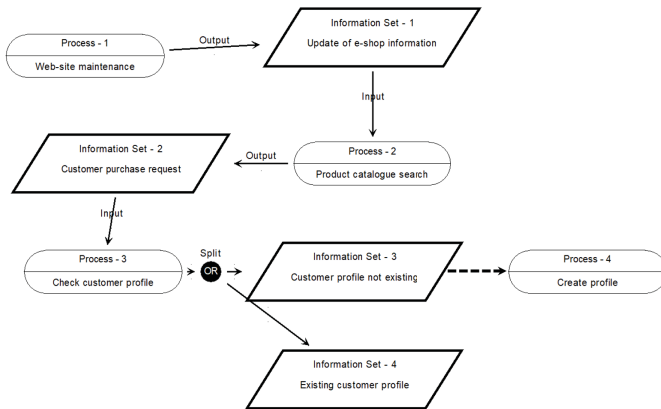 Process - 1
Web-site maintenance
Output
Information Set - 1
Update of e-shop information
Input
Process - 2
Product catalogue search
Output
Information Set - 2
Customer purchase request
Input
Process - 3
Check customer profile
Split
OR
Information Set - 3
Customer profile not existing
Process - 4
Create profile
Information Set - 4
Existing customer profile